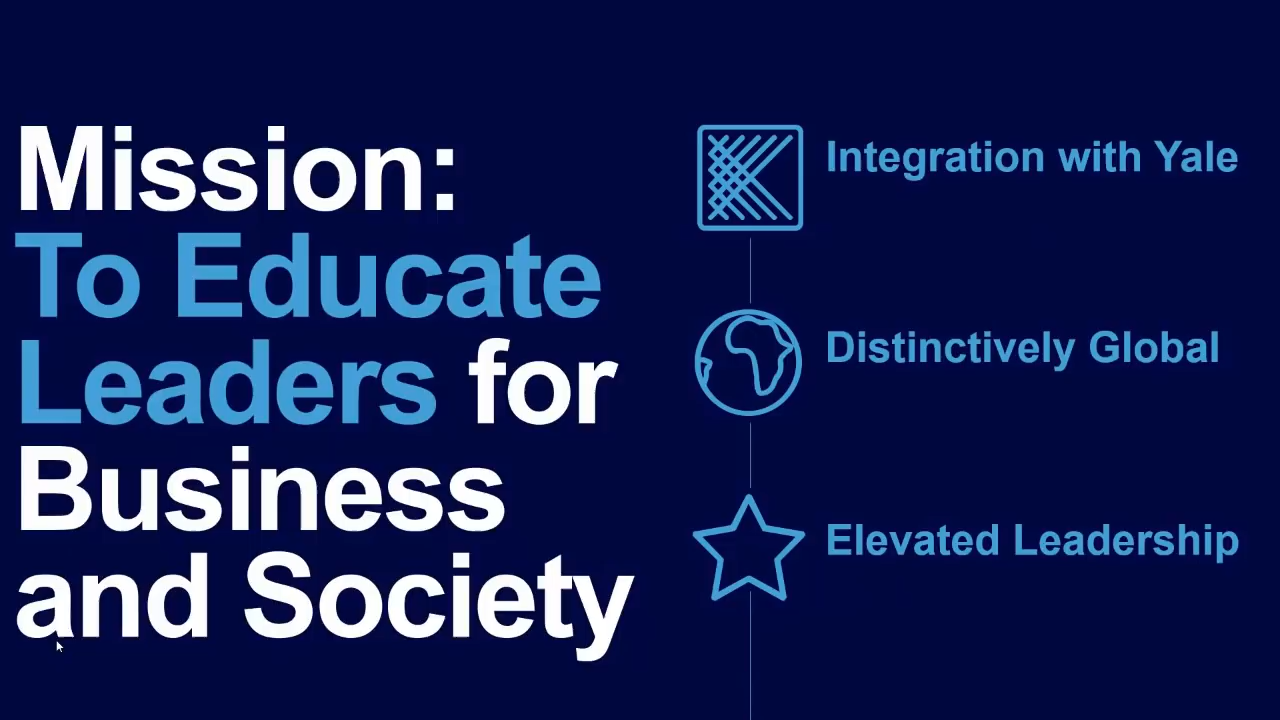 Mission:
To Educate
Leaders for
Business
and Society
Integration with Yale
Distinctively Global
Elevated Leadership